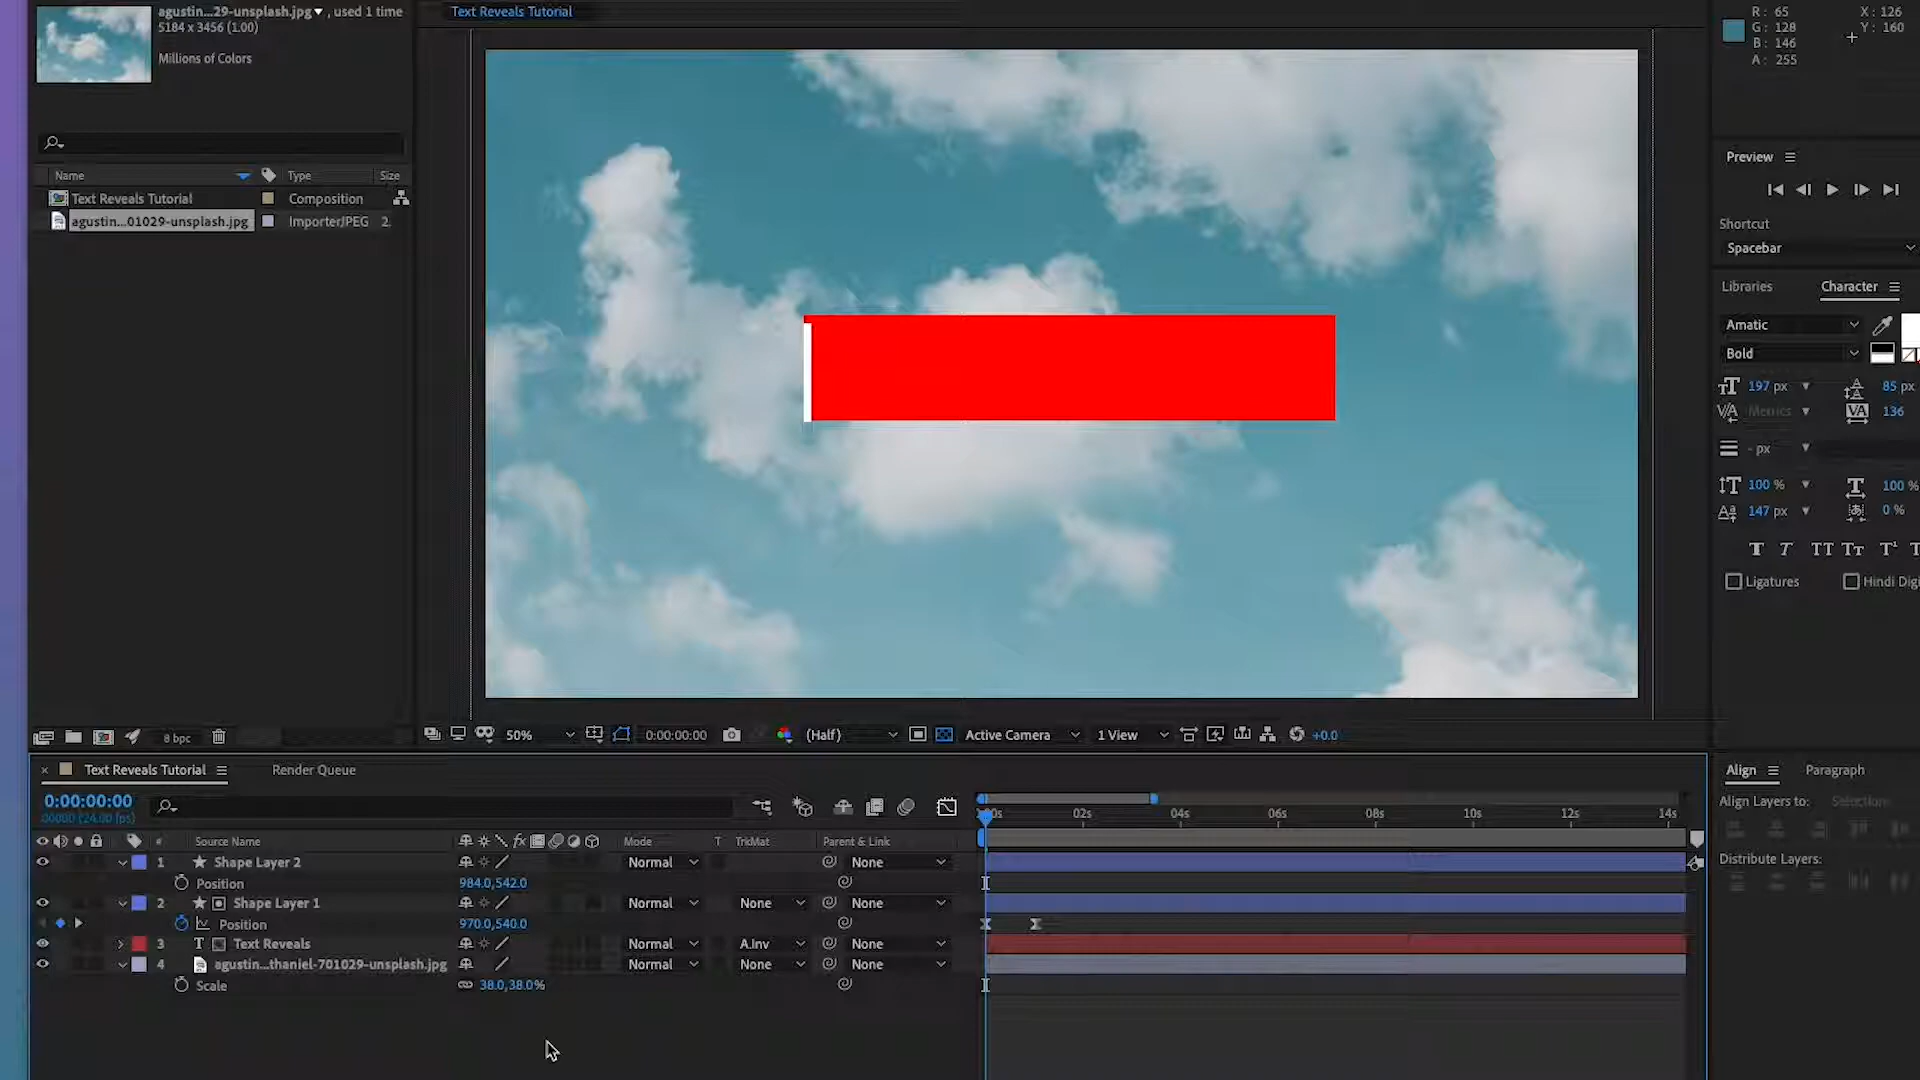 agustin...29-unsplash.jpg▼, used 1 time
5184 x 3456 (1.00)
Millions of Colors
Name Type Size
Text Reveals Tutorial Composition
agustin...01029-unsplash.jpg ImporterJPEG 2.
8 bpc
Text Reveals Tutorial
50% 0:00:00:00 (Half) Active Camera 1 View +0.0
R: 65 X: 126
G: 128 Y: 160
B: 146
A: 255
Preview
Shortcut
Spacebar
Libraries Character
Amatic
Bold
197 px 85 px
Metrics 136
- px
100 % 100 %
147 px 0 %
T T TT Tr T¹ T
Ligatures Hindi Digi
Text Reveals Tutorial Render Queue
0:00:00:00
00000 (24.00 fps)
:00s 02s 04s 06s 08s 10s 12s 14s
# Source Name fx Mode T TrkMat Parent & Link
1 Shape Layer 2 Normal None
Position 984.0,542.0
2 Shape Layer 1 Normal None None
Position 970.0,540.0
3 T Text Reveals Normal A.Inv None
4 agustin...thaniel-701029-unsplash.jpg Normal None None
Scale 38.0,38.0%
Align Paragraph
Align Layers to: Selection
Distribute Layers: